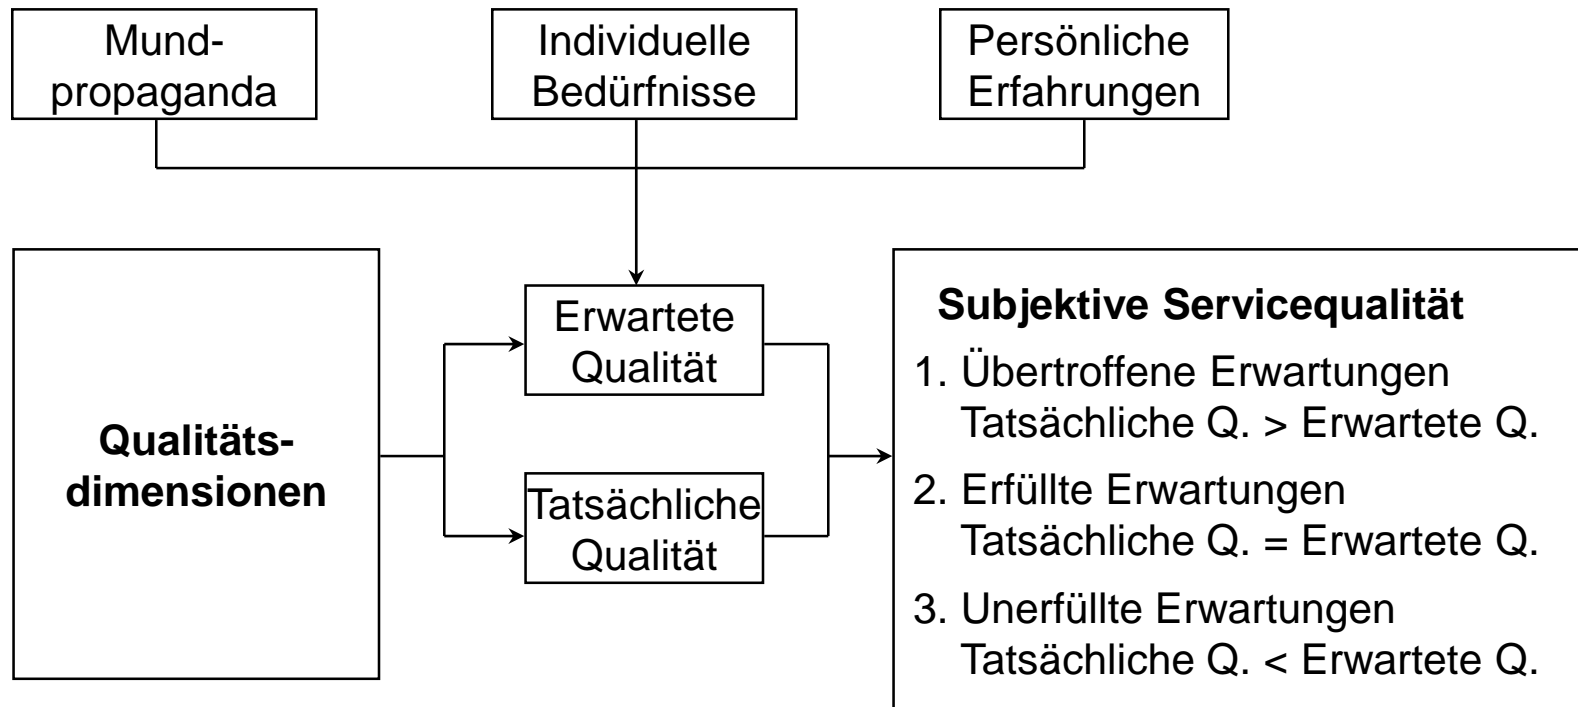 Mund-
propaganda
Individuelle
Bedürfnisse
Persönliche
Erfahrungen
Qualitäts-
dimensionen
Erwartete
Qualität
Tatsächliche
Qualität
Subjektive Servicequalität
1. Übertroffene Erwartungen
Tatsächliche Q. > Erwartete Q.
2. Erfüllte Erwartungen
Tatsächliche Q. = Erwartete Q.
3. Unerfüllte Erwartungen
Tatsächliche Q. < Erwartete Q.